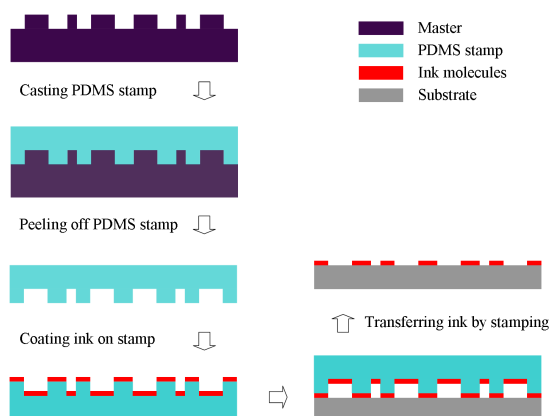 Master
PDMS stamp
Ink molecules
Substrate
Casting PDMS stamp
Peeling off PDMS stamp
Coating ink on stamp
Transferring ink by stamping